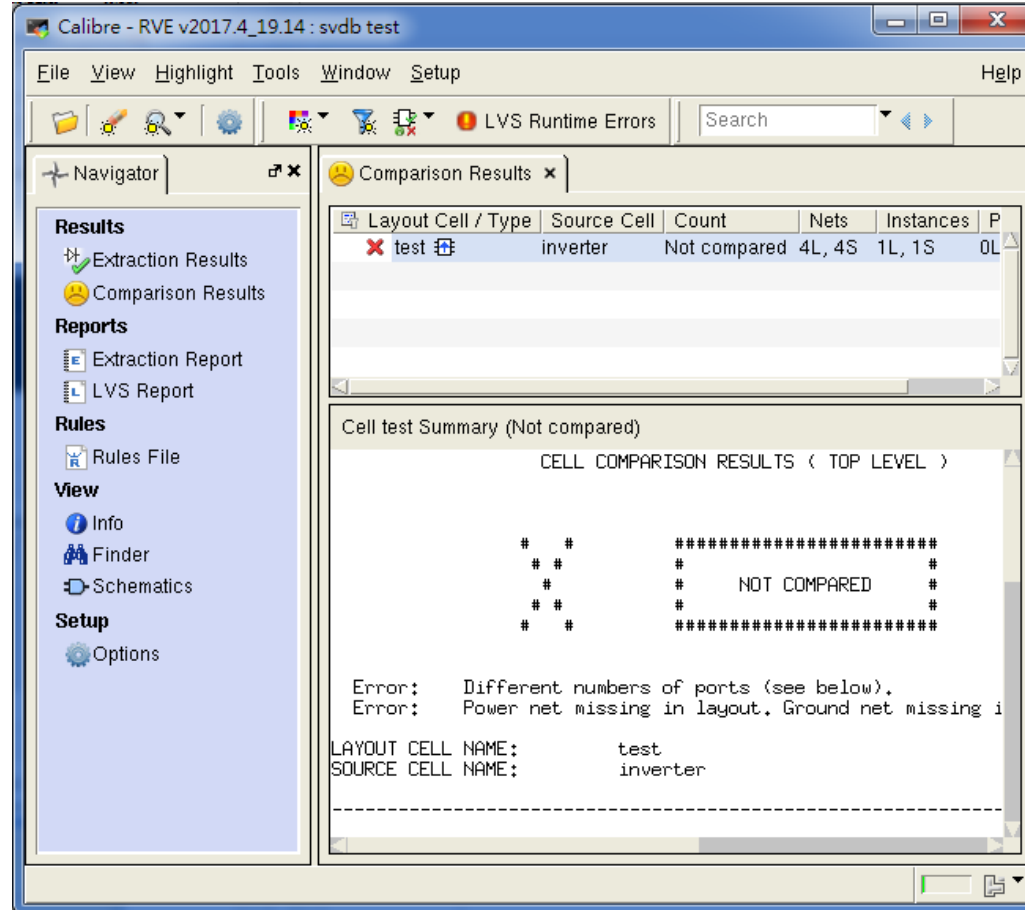 Calibre - RVE v2017.4_19.14 : svdb test
File View Highlight Tools Window Setup Help
LVS Runtime Errors Search
Navigator
Comparison Results
Results
Extraction Results
Comparison Results
Reports
Extraction Report
LVS Report
Rules
Rules File
View
Info
Finder
Schematics
Setup
Options
Layout Cell / Type Source Cell Count Nets Instances P
test inverter Not compared 4L, 4S 1L, 1S 0L
Cell test Summary (Not compared)
CELL COMPARISON RESULTS ( TOP LEVEL )
#   #         ########################
# #          #                      #
#           #     NOT COMPARED     #
# #          #                      #
#   #         ########################
Error: Different numbers of ports (see below).
Error: Power net missing in layout. Ground net missing i
LAYOUT CELL NAME: test
SOURCE CELL NAME: inverter
--------------------------------------------------------------